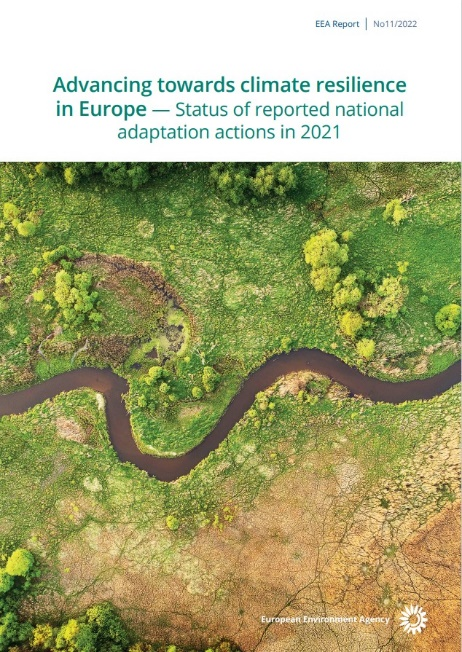 EEA Report | No11/2022
Advancing towards climate resilience
in Europe — Status of reported national
adaptation actions in 2021
European Environment Agency